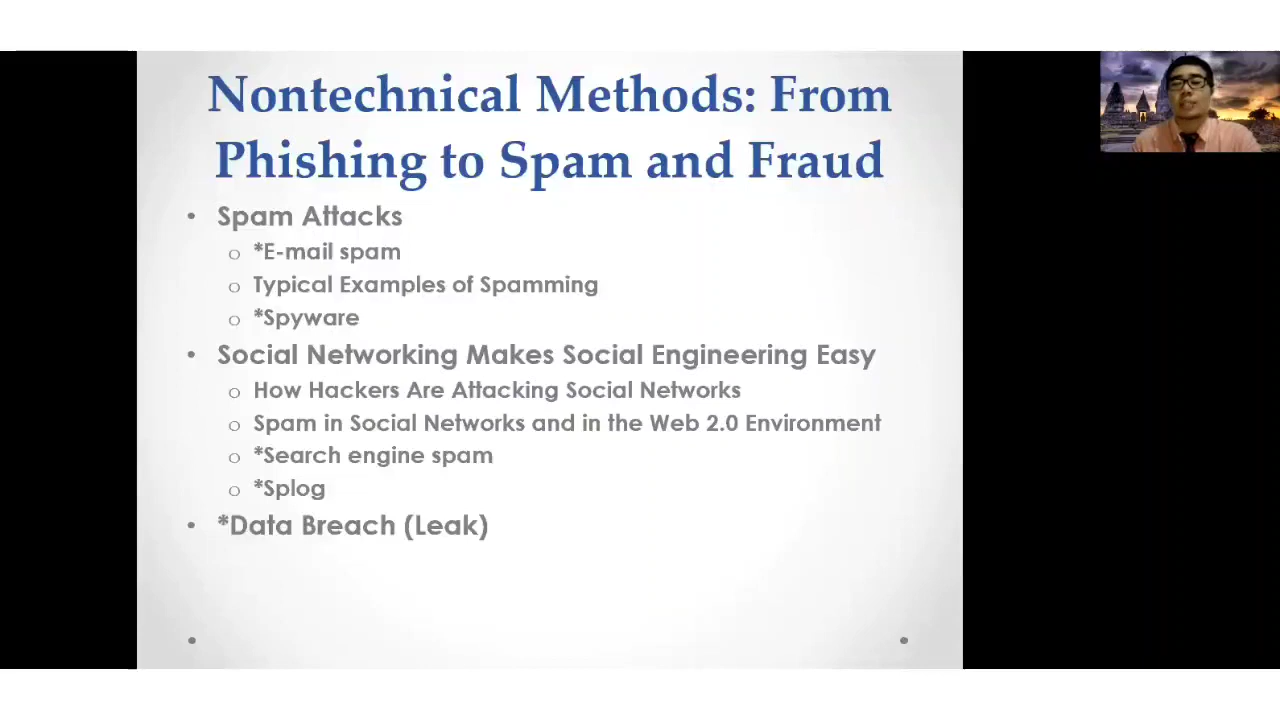 Nontechnical Methods: From
Phishing to Spam and Fraud
• Spam Attacks
o *E-mail spam
o Typical Examples of Spamming
o *Spyware
• Social Networking Makes Social Engineering Easy
o How Hackers Are Attacking Social Networks
o Spam in Social Networks and in the Web 2.0 Environment
o *Search engine spam
o *Splog
• *Data Breach (Leak)